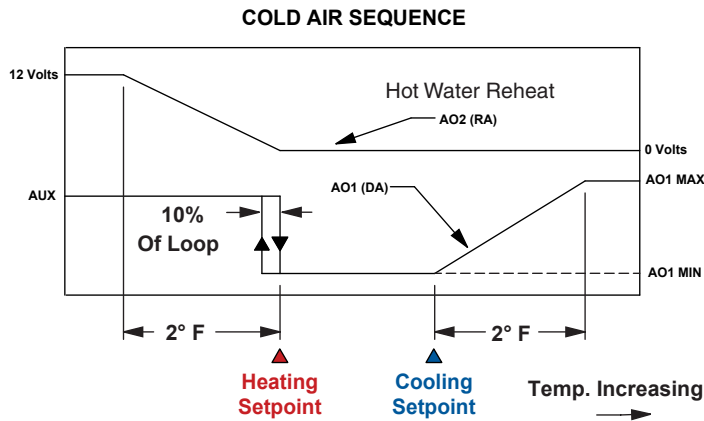 COLD AIR SEQUENCE
12 Volts
Hot Water Reheat
AO2 (RA)
0 Volts
AUX
AO1 (DA)
AO1 MAX
10%
Of Loop
AO1 MIN
2° F
2° F
Heating
Setpoint
Cooling
Setpoint
Temp. Increasing